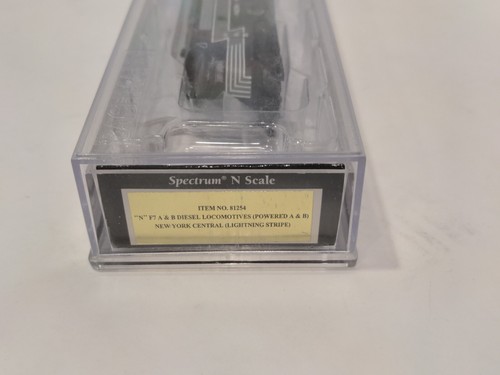 Spectrum® N Scale
ITEM NO. 81254
"N" F7 A & B DIESEL LOCOMOTIVES (POWERED A & B)
NEW YORK CENTRAL (LIGHTNING STRIPE)